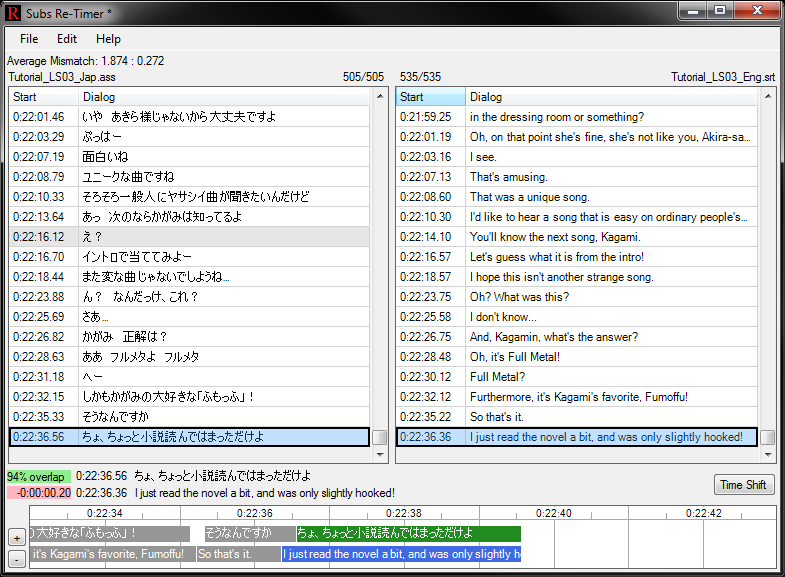 R Subs Re-Timer *
File Edit Help
Average Mismatch: 1.874 : 0.272
Tutorial_LS03_Jap.ass 505/505 535/535 Tutorial_LS03_Eng.srt
Start Dialog
0:22:01.46 いや　あきら様じゃないから大丈夫ですよ
0:22:03.29 ぷっはー
0:22:07.19 面白いね
0:22:08.79 ユニークな曲ですね
0:22:10.33 そろそろ一般人にヤサシイ曲が聞きたいんだけど
0:22:13.64 あっ　次のならかがみは知ってるよ
0:22:16.12 え？
0:22:16.70 イントロで当ててみよー
0:22:18.44 また変な曲じゃないでしようね...
0:22:23.88 ん？　なんだっけ、これ？
0:22:25.69 さあ...
0:22:26.82 かがみ　正解は？
0:22:28.63 ああ　フルメタよ　フルメタ
0:22:31.18 へー
0:22:32.15 しかもかがみの大好きな「ふもっふ」！
0:22:35.33 そうなんですか
0:22:36.56 ちょ、ちょっと小説読んではまっただけよ
Start Dialog
0:21:59.25 in the dressing room or something?
0:22:01.19 Oh, on that point she's fine, she's not like you, Akira-sa...
0:22:03.16 I see.
0:22:07.13 That's amusing.
0:22:08.60 That was a unique song.
0:22:10.30 I'd like to hear a song that is easy on ordinary people's...
0:22:14.10 You'll know the next song, Kagami.
0:22:16.57 Let's guess what it is from the intro!
0:22:18.57 I hope this isn't another strange song.
0:22:23.75 Oh? What was this?
0:22:25.58 I don't know...
0:22:26.75 And, Kagamin, what's the answer?
0:22:28.48 Oh, it's Full Metal!
0:22:30.12 Full Metal?
0:22:32.12 Furthermore, it's Kagami's favorite, Fumoffu!
0:22:35.22 So that's it.
0:22:36.36 I just read the novel a bit, and was only slightly hooked!
94% overlap 0:22:36.56 ちょ、ちょっと小説読んではまっただけよ
-0:00:00.20 0:22:36.36 I just read the novel a bit, and was only slightly hooked!
Time Shift
0:22:34 0:22:36 0:22:38 0:22:40 0:22:42
+ の大好きな「ふもっふ」！ そうなんですか ちょ、ちょっと小説読んではまっただけよ
- it's Kagami's favorite, Fumoffu! So that's it. I just read the novel a bit, and was only slightly h